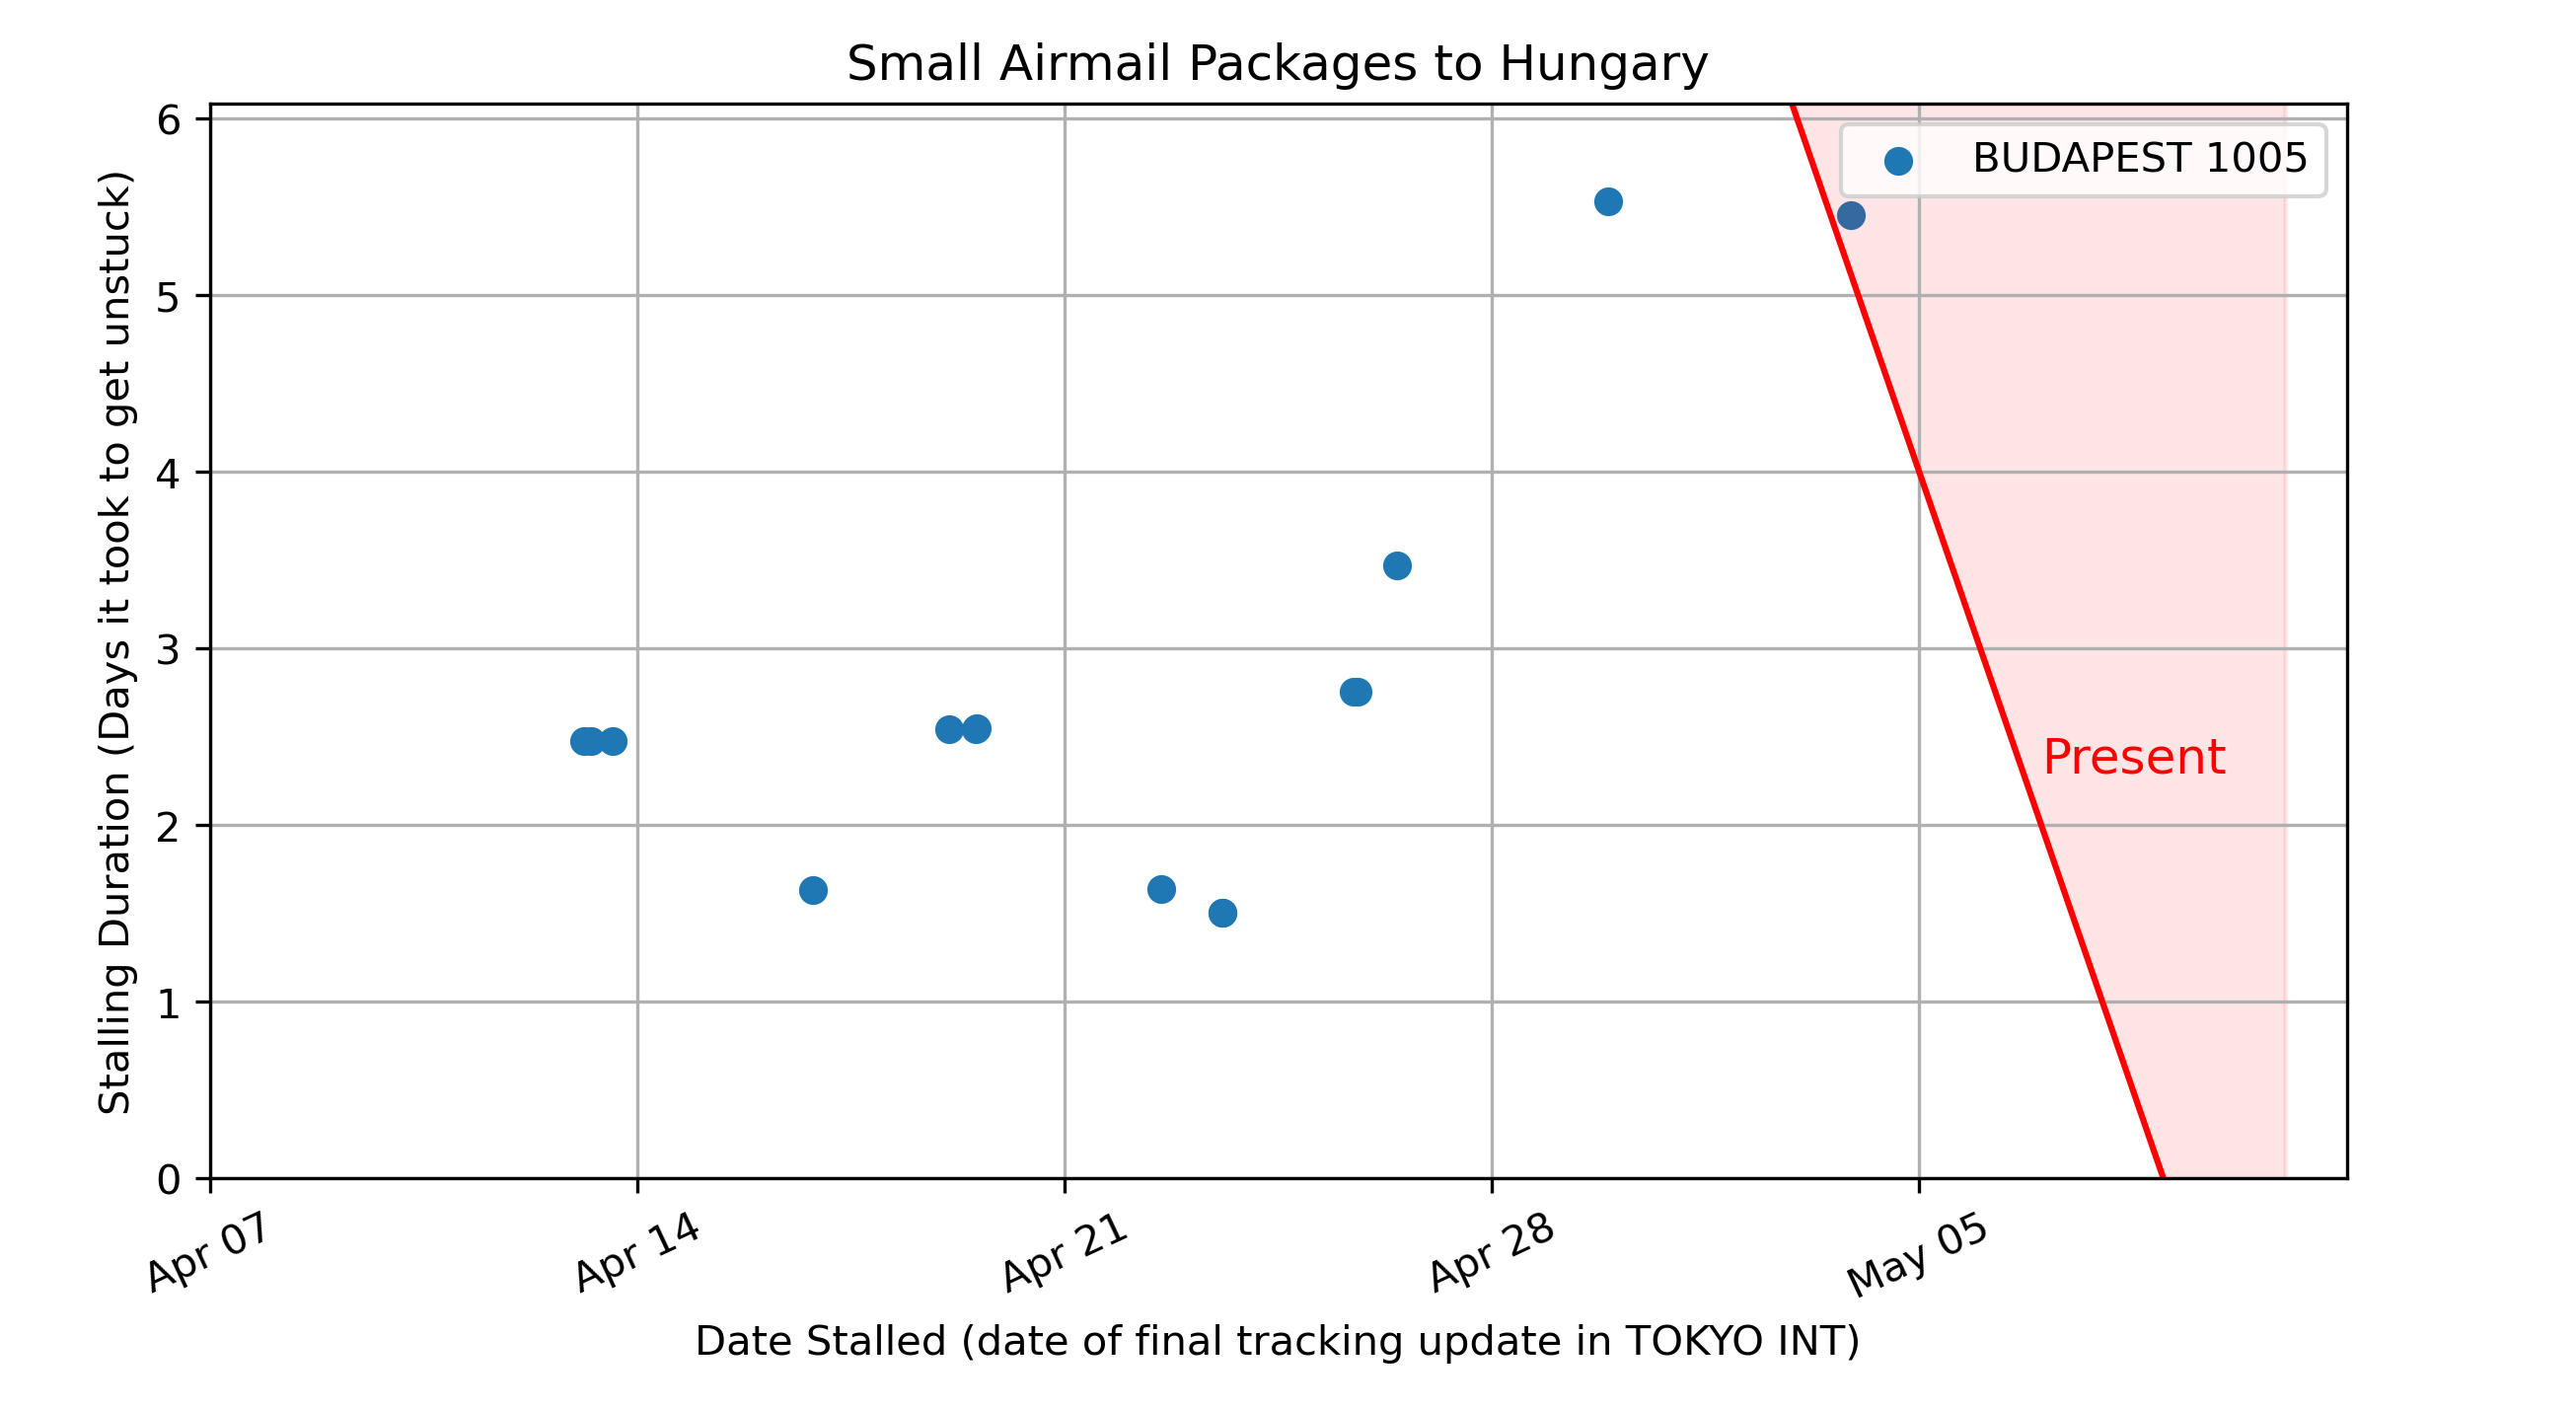 Small Airmail Packages to Hungary
Stalling Duration (Days it took to get unstuck)
6
5
4
3
2
1
0
BUDAPEST 1005
Present
Apr 07
Apr 14
Apr 21
Apr 28
May 05
Date Stalled (date of final tracking update in TOKYO INT)